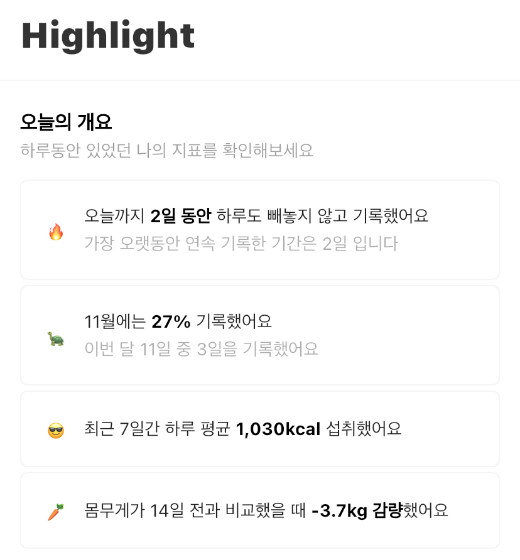 Highlight
오늘의 개요
하루동안 있었던 나의 지표를 확인해보세요
오늘까지 2일 동안 하루도 빼놓지 않고 기록했어요
가장 오랫동안 연속 기록한 기간은 2일 입니다
11월에는 27% 기록했어요
이번 달 11일 중 3일을 기록했어요
최근 7일간 하루 평균 1,030kcal 섭취했어요
몸무게가 14일 전과 비교했을 때 -3.7kg 감량했어요